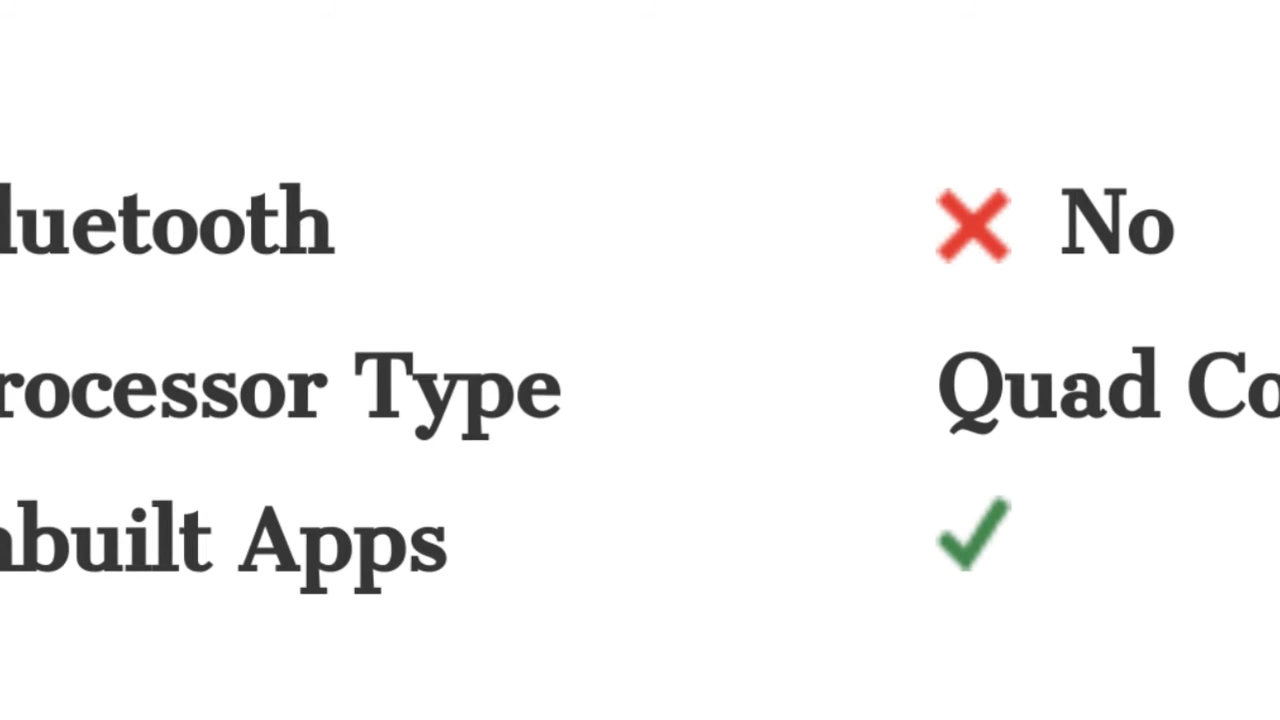 luetooth ❌ No
rocessor Type Quad Co
nbuilt Apps ✓